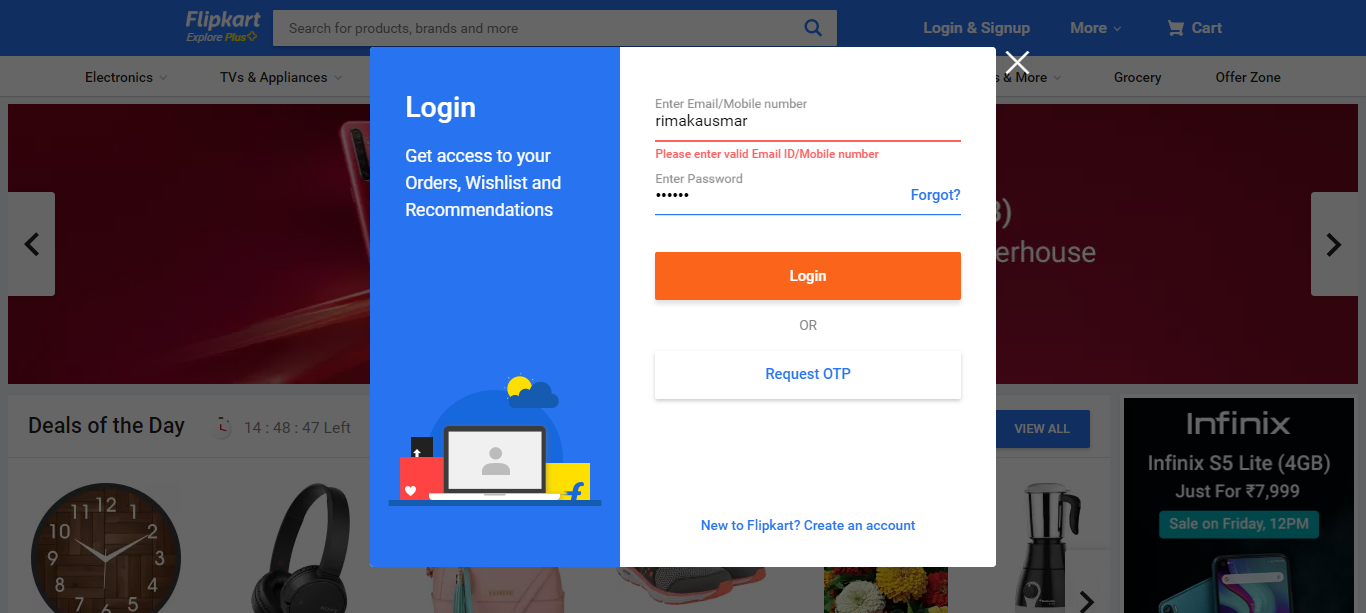 Flipkart
Explore Plus
Search for products, brands and more
Login & Signup
More
Cart
Electronics
TVs & Appliances
s & More
Grocery
Offer Zone
Login
Get access to your
Orders, Wishlist and
Recommendations
Enter Email/Mobile number
rimakausmar
Please enter valid Email ID/Mobile number
Enter Password
••••••
Forgot?
Login
OR
Request OTP
New to Flipkart? Create an account
erhouse
Deals of the Day
14 : 48 : 47 Left
VIEW ALL
12
11
1
10
2
9
3
8
4
7
6
5
Infinix
Infinix S5 Lite (4GB)
Just For ₹7,999
Sale on Friday, 12PM